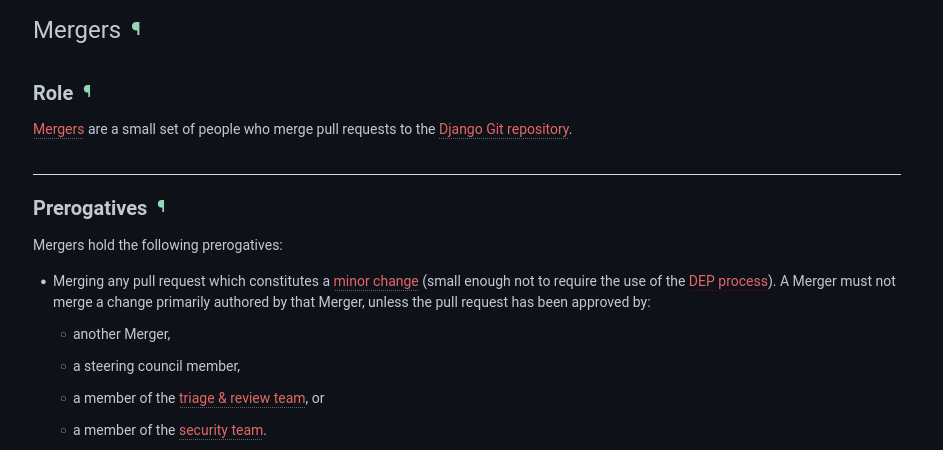 Mergers ¶
Role ¶
Mergers are a small set of people who merge pull requests to the Django Git repository.
Prerogatives ¶
Mergers hold the following prerogatives:
• Merging any pull request which constitutes a minor change (small enough not to require the use of the DEP process). A Merger must not
merge a change primarily authored by that Merger, unless the pull request has been approved by:
○ another Merger,
○ a steering council member,
○ a member of the triage & review team, or
○ a member of the security team.